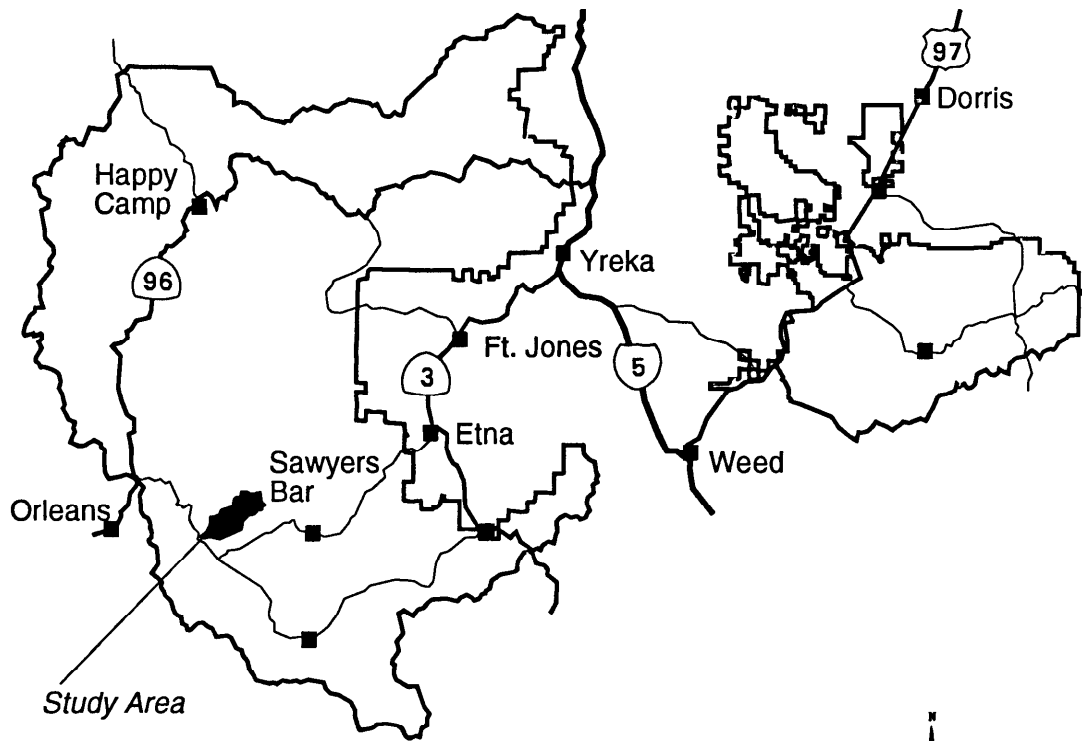 97
Dorris
Happy
Camp
96
Yreka
Ft. Jones
5
3
Etna
Sawyers
Bar
Weed
Orleans
Study Area
N